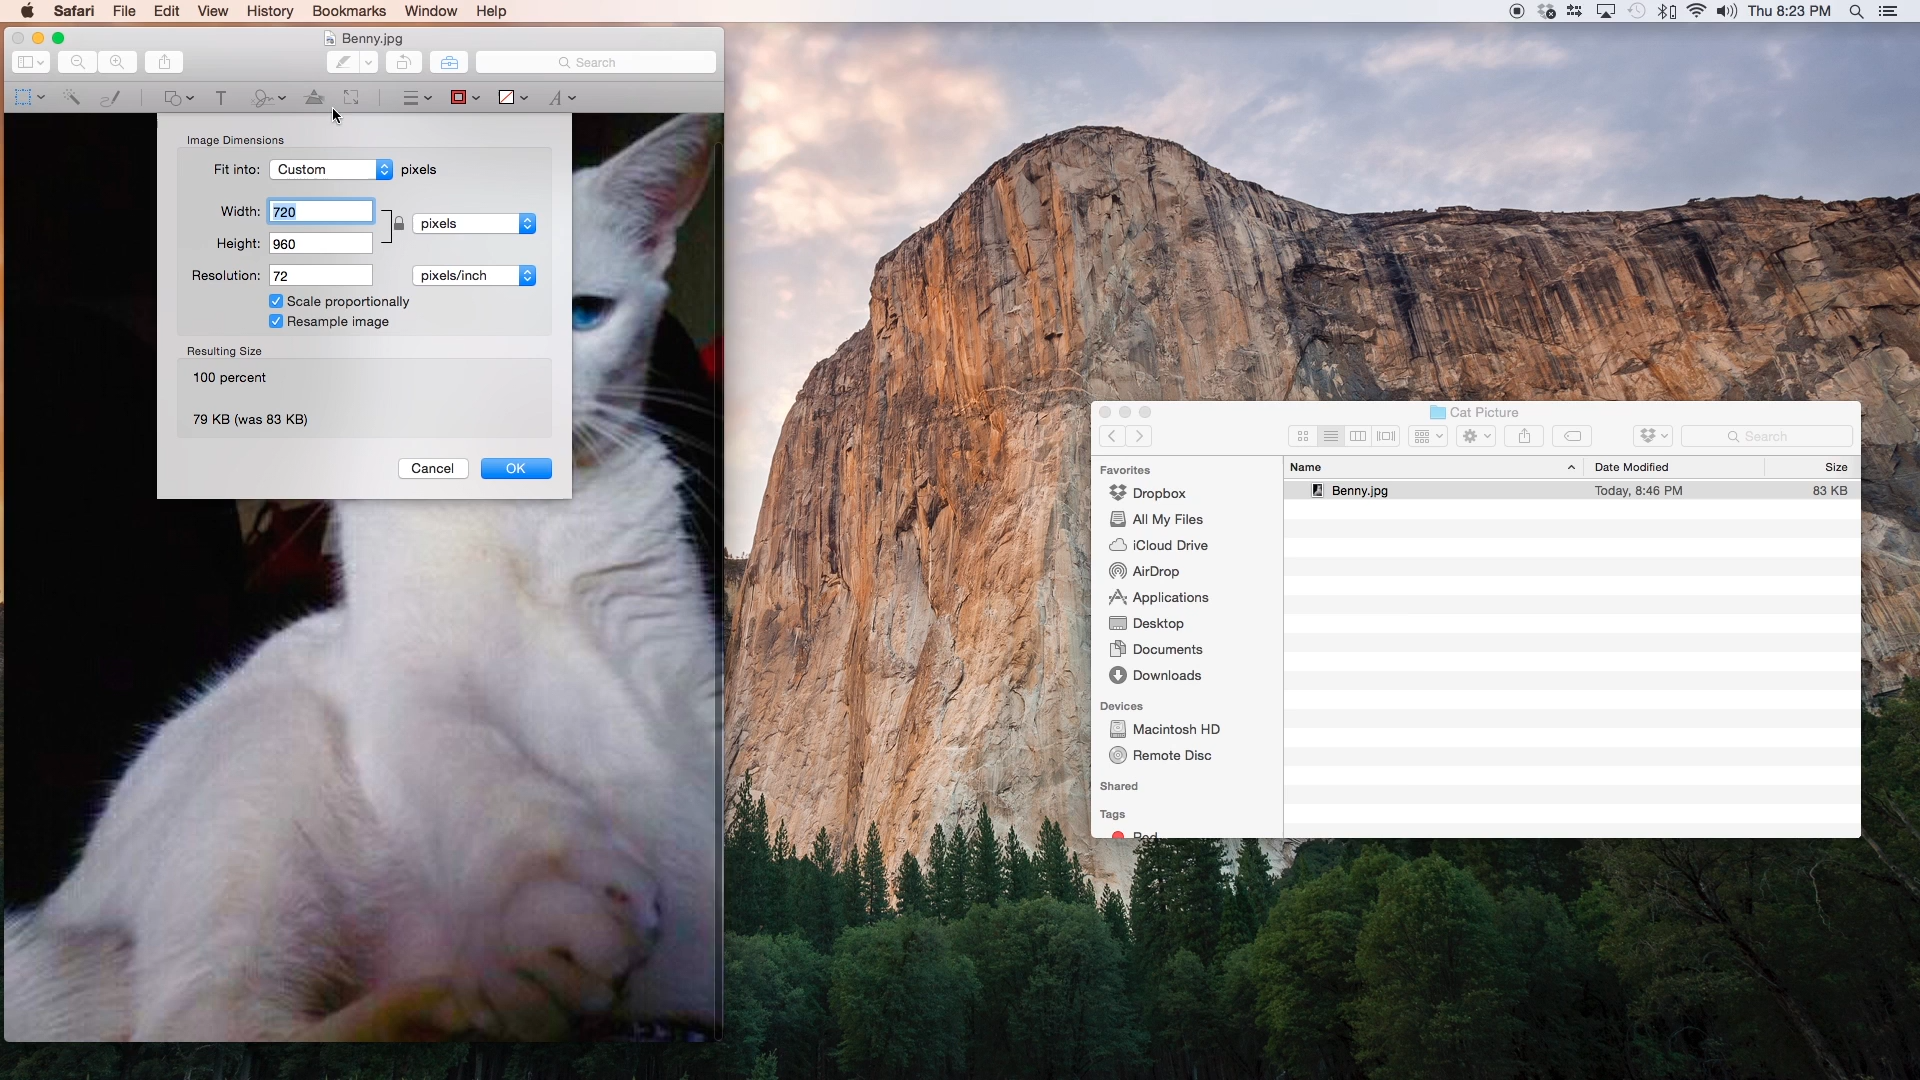 Safari File Edit View History Bookmarks Window Help Thu 8:23 PM
Benny.jpg
Search
Image Dimensions
Fit into: Custom pixels
Width: 720 pixels
Height: 960
Resolution: 72 pixels/inch
Scale proportionally
Resample image
Resulting Size
100 percent
79 KB (was 83 KB)
Cancel OK
Cat Picture
Search
Favorites
Dropbox
All My Files
iCloud Drive
AirDrop
Applications
Desktop
Documents
Downloads
Devices
Macintosh HD
Remote Disc
Shared
Tags
Red
Name Date Modified Size
Benny.jpg Today, 8:46 PM 83 KB